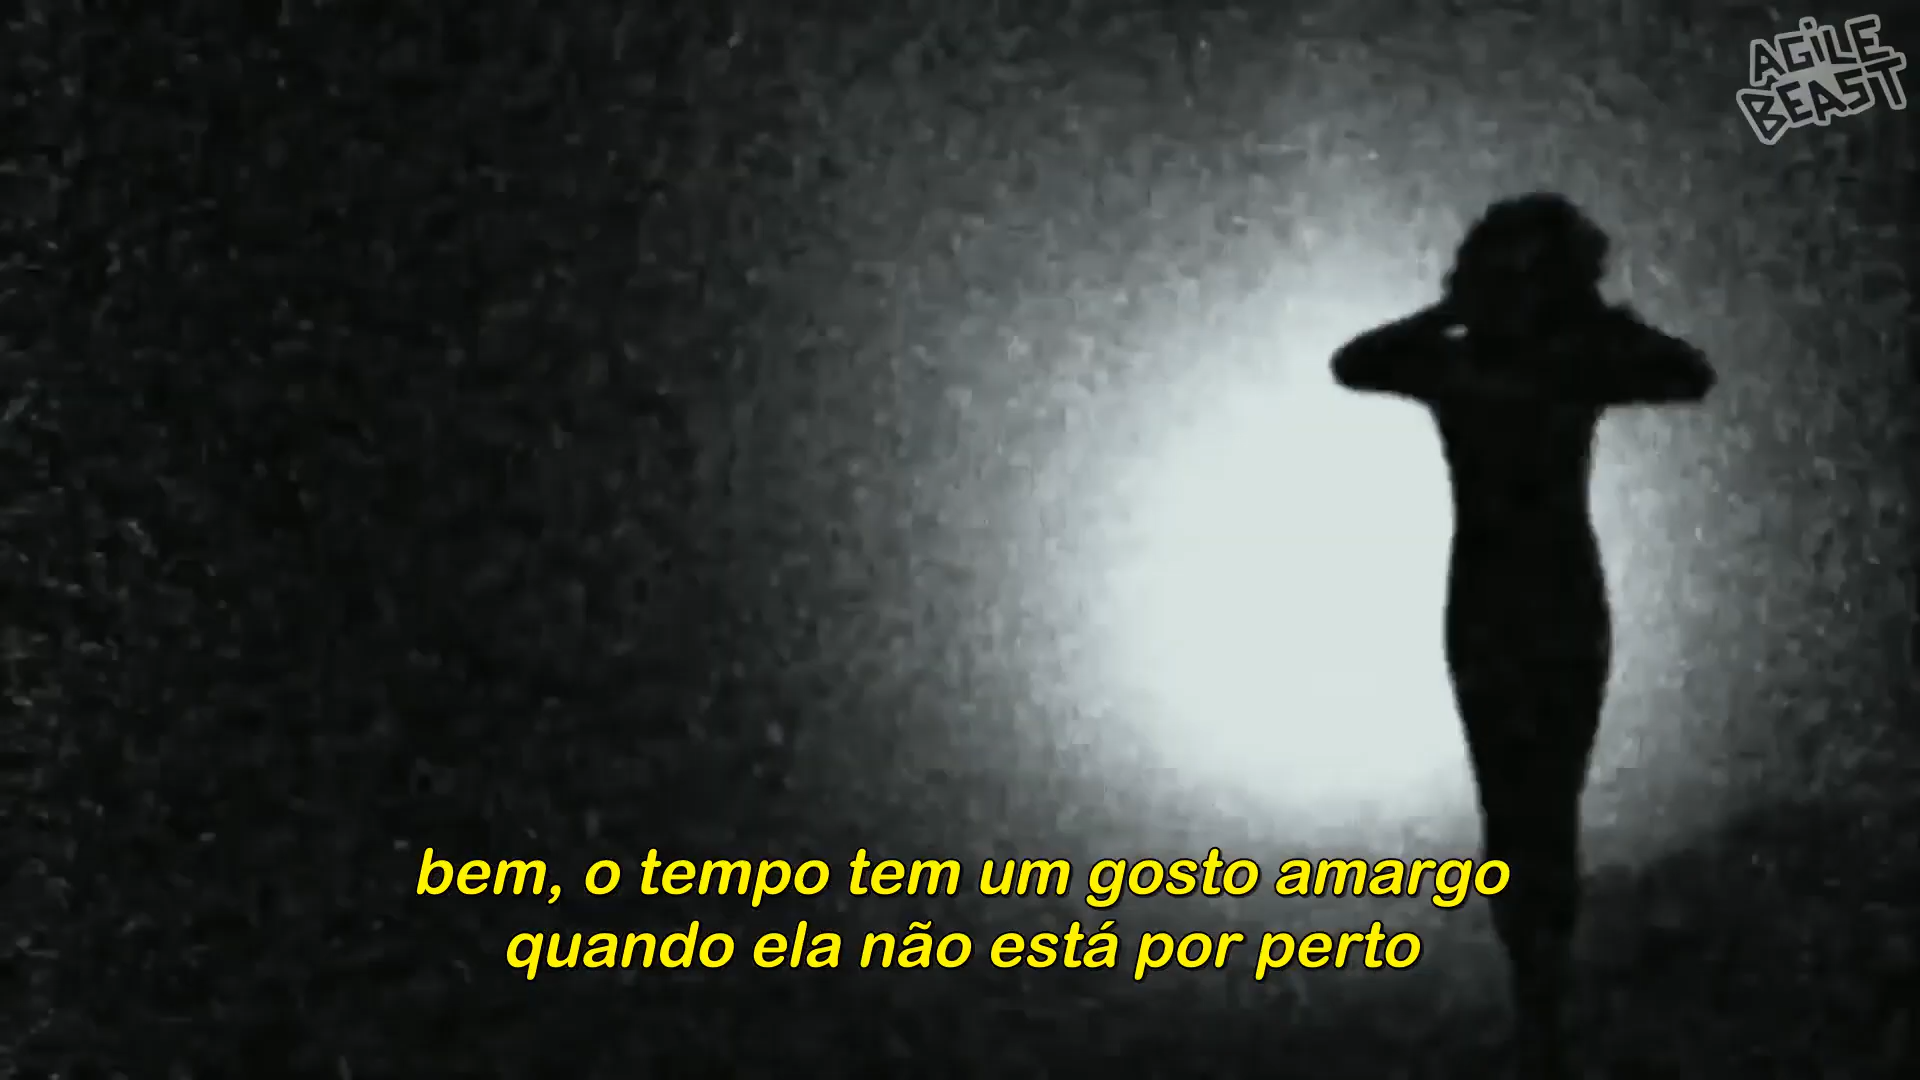 AGILE
BEAST
bem, o tempo tem um gosto amargo
quando ela não está por perto